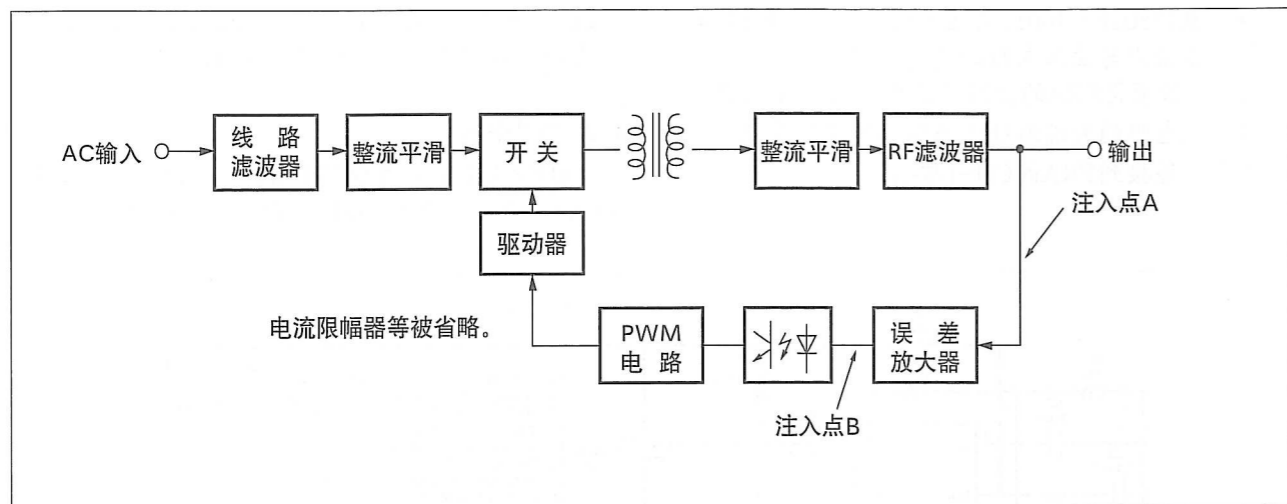 AC输入
线 路
滤波器
整流平滑
开 关
整流平滑
RF滤波器
输出
注入点A
驱动器
电流限幅器等被省略。
PWM
电 路
误 差
放大器
注入点B